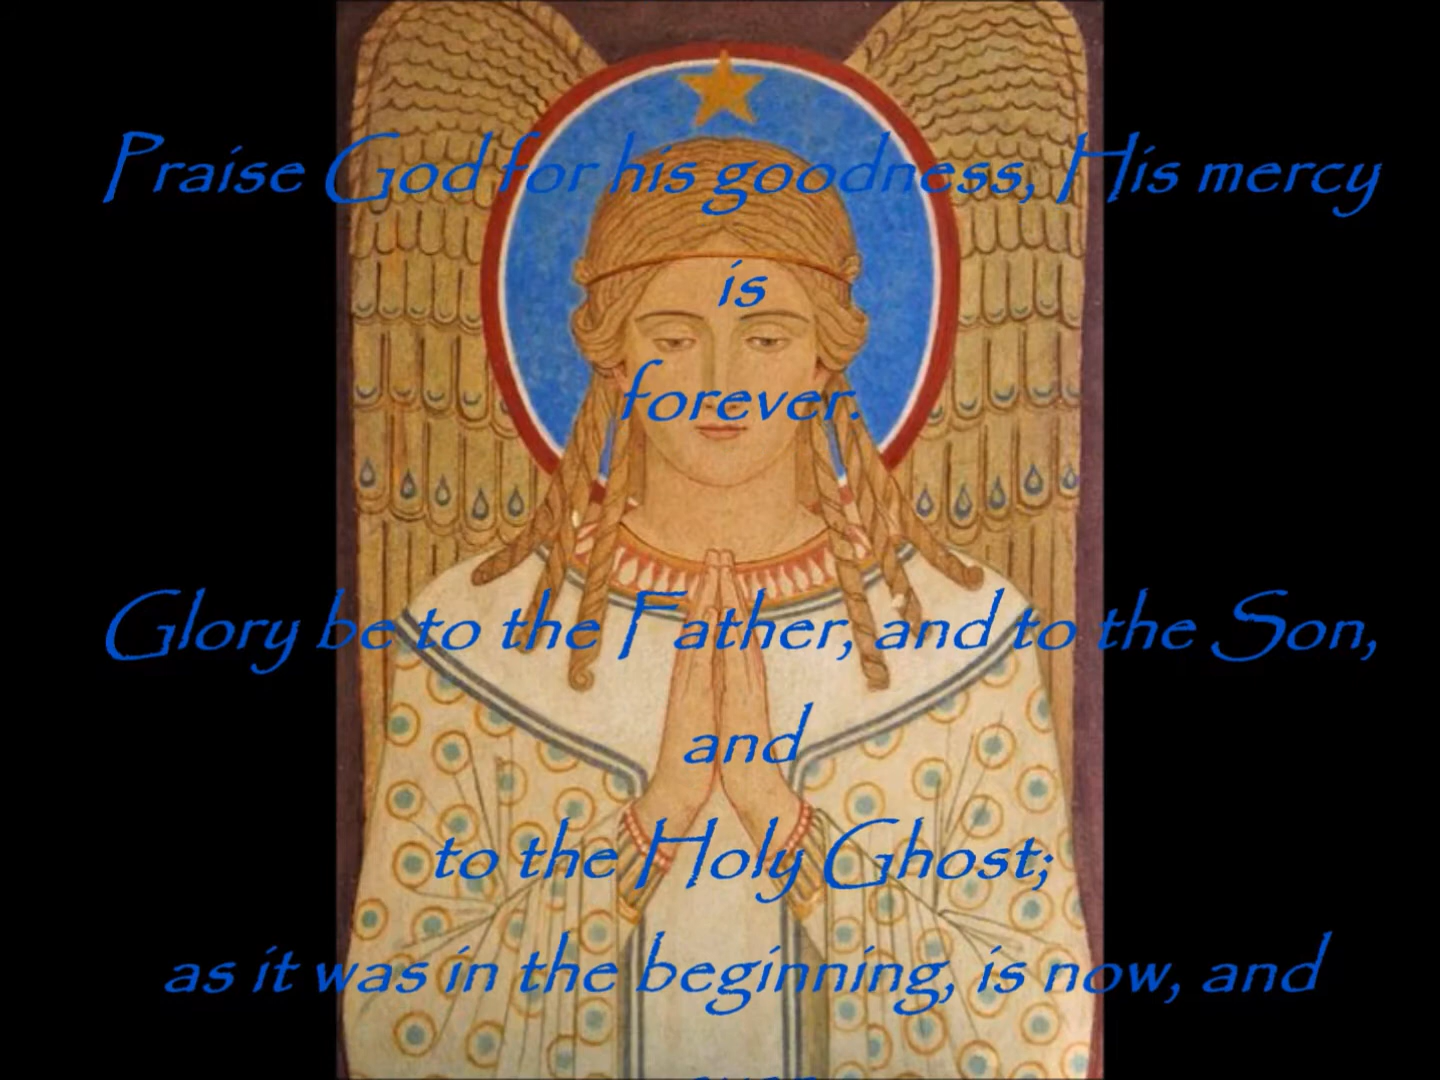 Praise God for his goodness, His mercy
is
forever.
Glory be to the Father, and to the Son,
and
to the Holy Ghost;
as it was in the beginning, is now, and